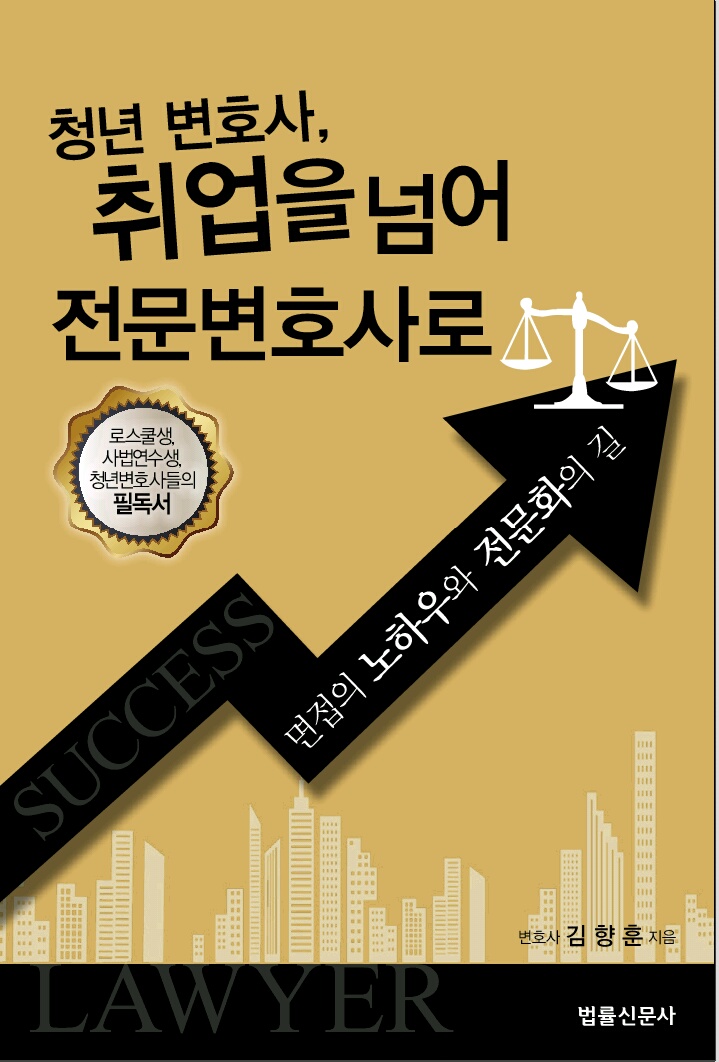 청년 변호사,
취업을 넘어
전문변호사로
로스쿨생,
사법연수생,
청년변호사들의
필독서
면접의 노하우와 전문화의 길
SUCCESS
변호사 김향훈 지음
LAWYER
법률신문사